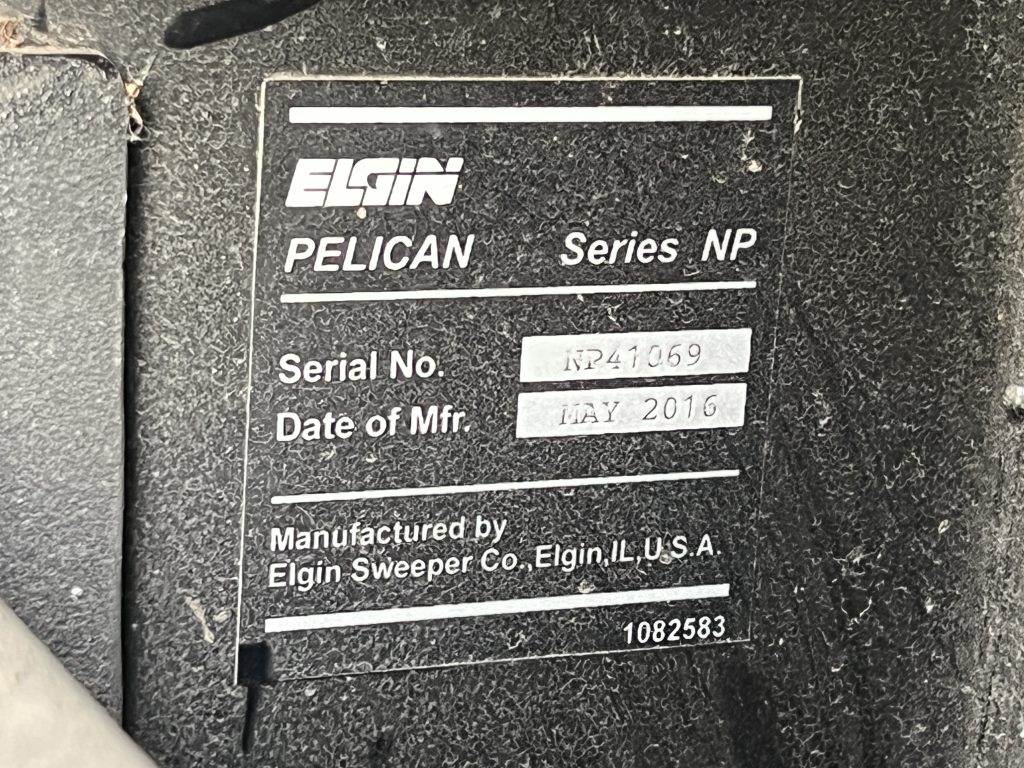 ELGIN
PELICAN Series NP
Serial No. NP41069
Date of Mfr. MAY 2016
Manufactured by
Elgin Sweeper Co.,Elgin,IL,U.S.A.
1082583